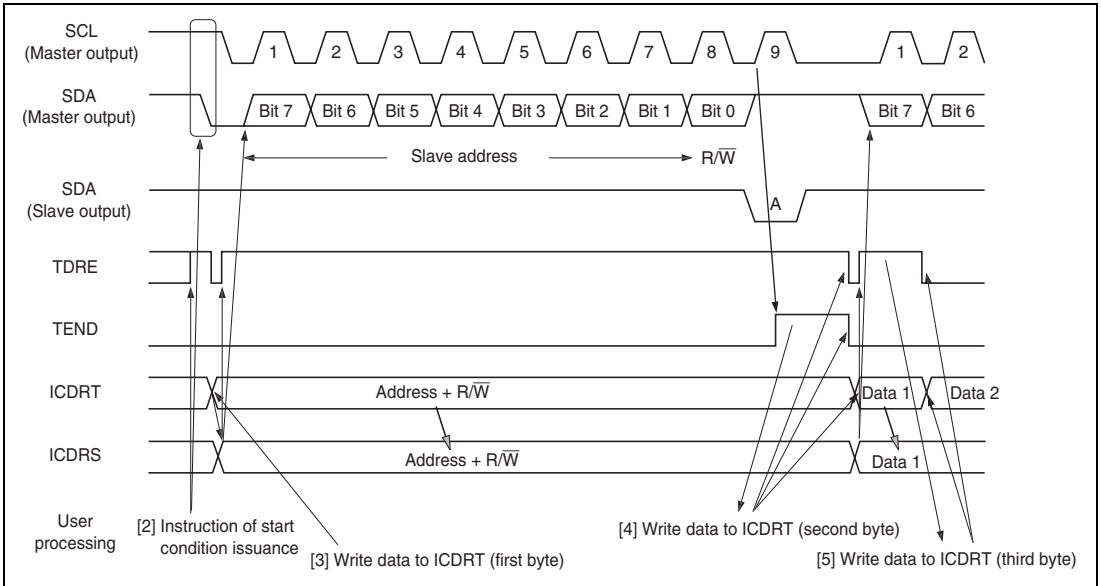 SCL
(Master output)
1 2 3 4 5 6 7 8 9 1 2
SDA
(Master output)
Bit 7 Bit 6 Bit 5 Bit 4 Bit 3 Bit 2 Bit 1 Bit 0 Bit 7 Bit 6
Slave address R/W̅
SDA
(Slave output)
A
TDRE
TEND
ICDRT
Address + R/W̅ Data 1 Data 2
ICDRS
Address + R/W̅ Data 1
User
processing
[2] Instruction of start
condition issuance
[3] Write data to ICDRT (first byte)
[4] Write data to ICDRT (second byte)
[5] Write data to ICDRT (third byte)